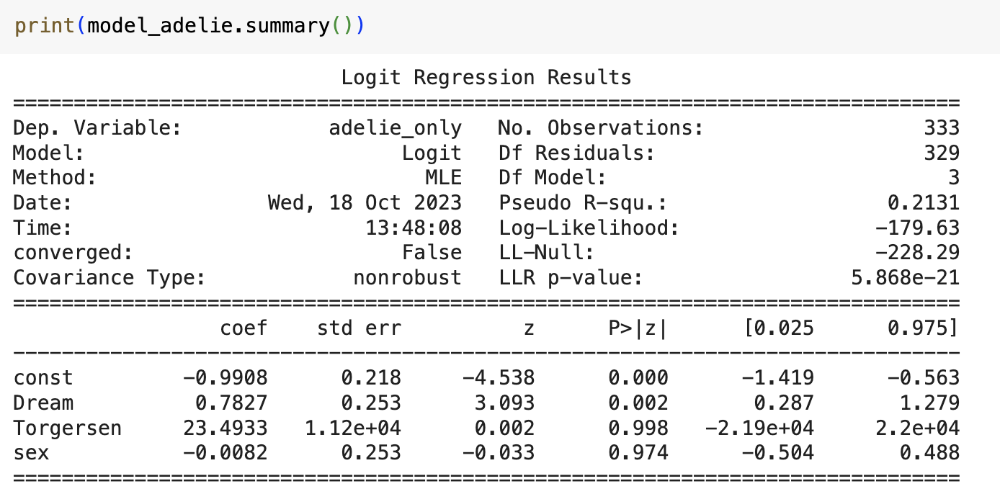 print(model_adelie.summary())
Logit Regression Results
==============================================================================
Dep. Variable: adelie_only No. Observations: 333
Model: Logit Df Residuals: 329
Method: MLE Df Model: 3
Date: Wed, 18 Oct 2023 Pseudo R-squ.: 0.2131
Time: 13:48:08 Log-Likelihood: -179.63
converged: False LL-Null: -228.29
Covariance Type: nonrobust LLR p-value: 5.868e-21
==============================================================================
coef std err z P>|z| [0.025 0.975]
------------------------------------------------------------------------------
const -0.9908 0.218 -4.538 0.000 -1.419 -0.563
Dream 0.7827 0.253 3.093 0.002 0.287 1.279
Torgersen 23.4933 1.12e+04 0.002 0.998 -2.19e+04 2.2e+04
sex -0.0082 0.253 -0.033 0.974 -0.504 0.488
==============================================================================